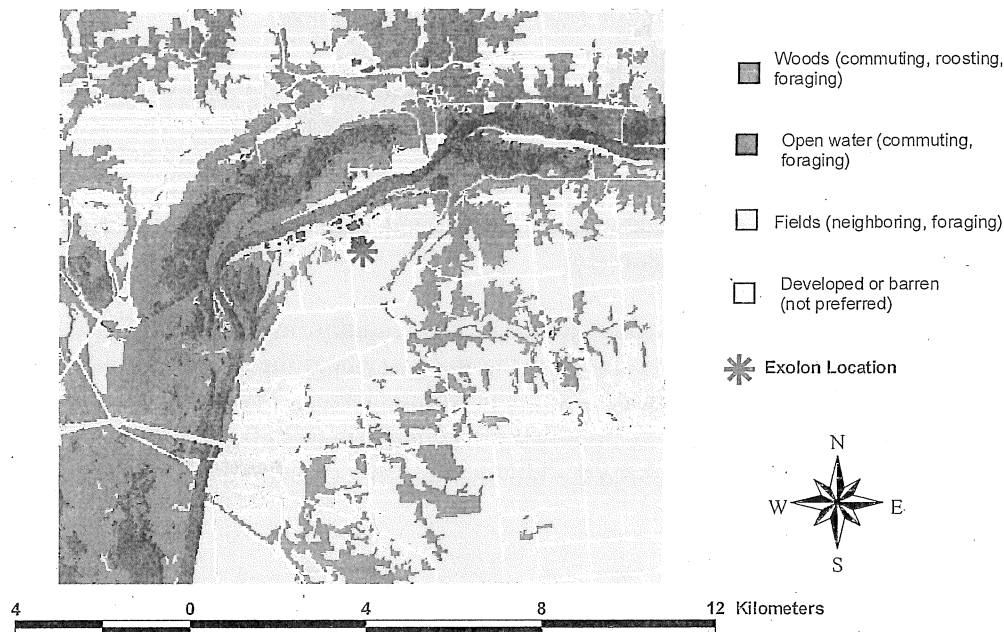 Woods (commuting, roosting,
foraging)
Open water (commuting,
foraging)
Fields (neighboring, foraging)
Developed or barren
(not preferred)
Exolon Location
N
W E
S
4 0 4 8 12 Kilometers